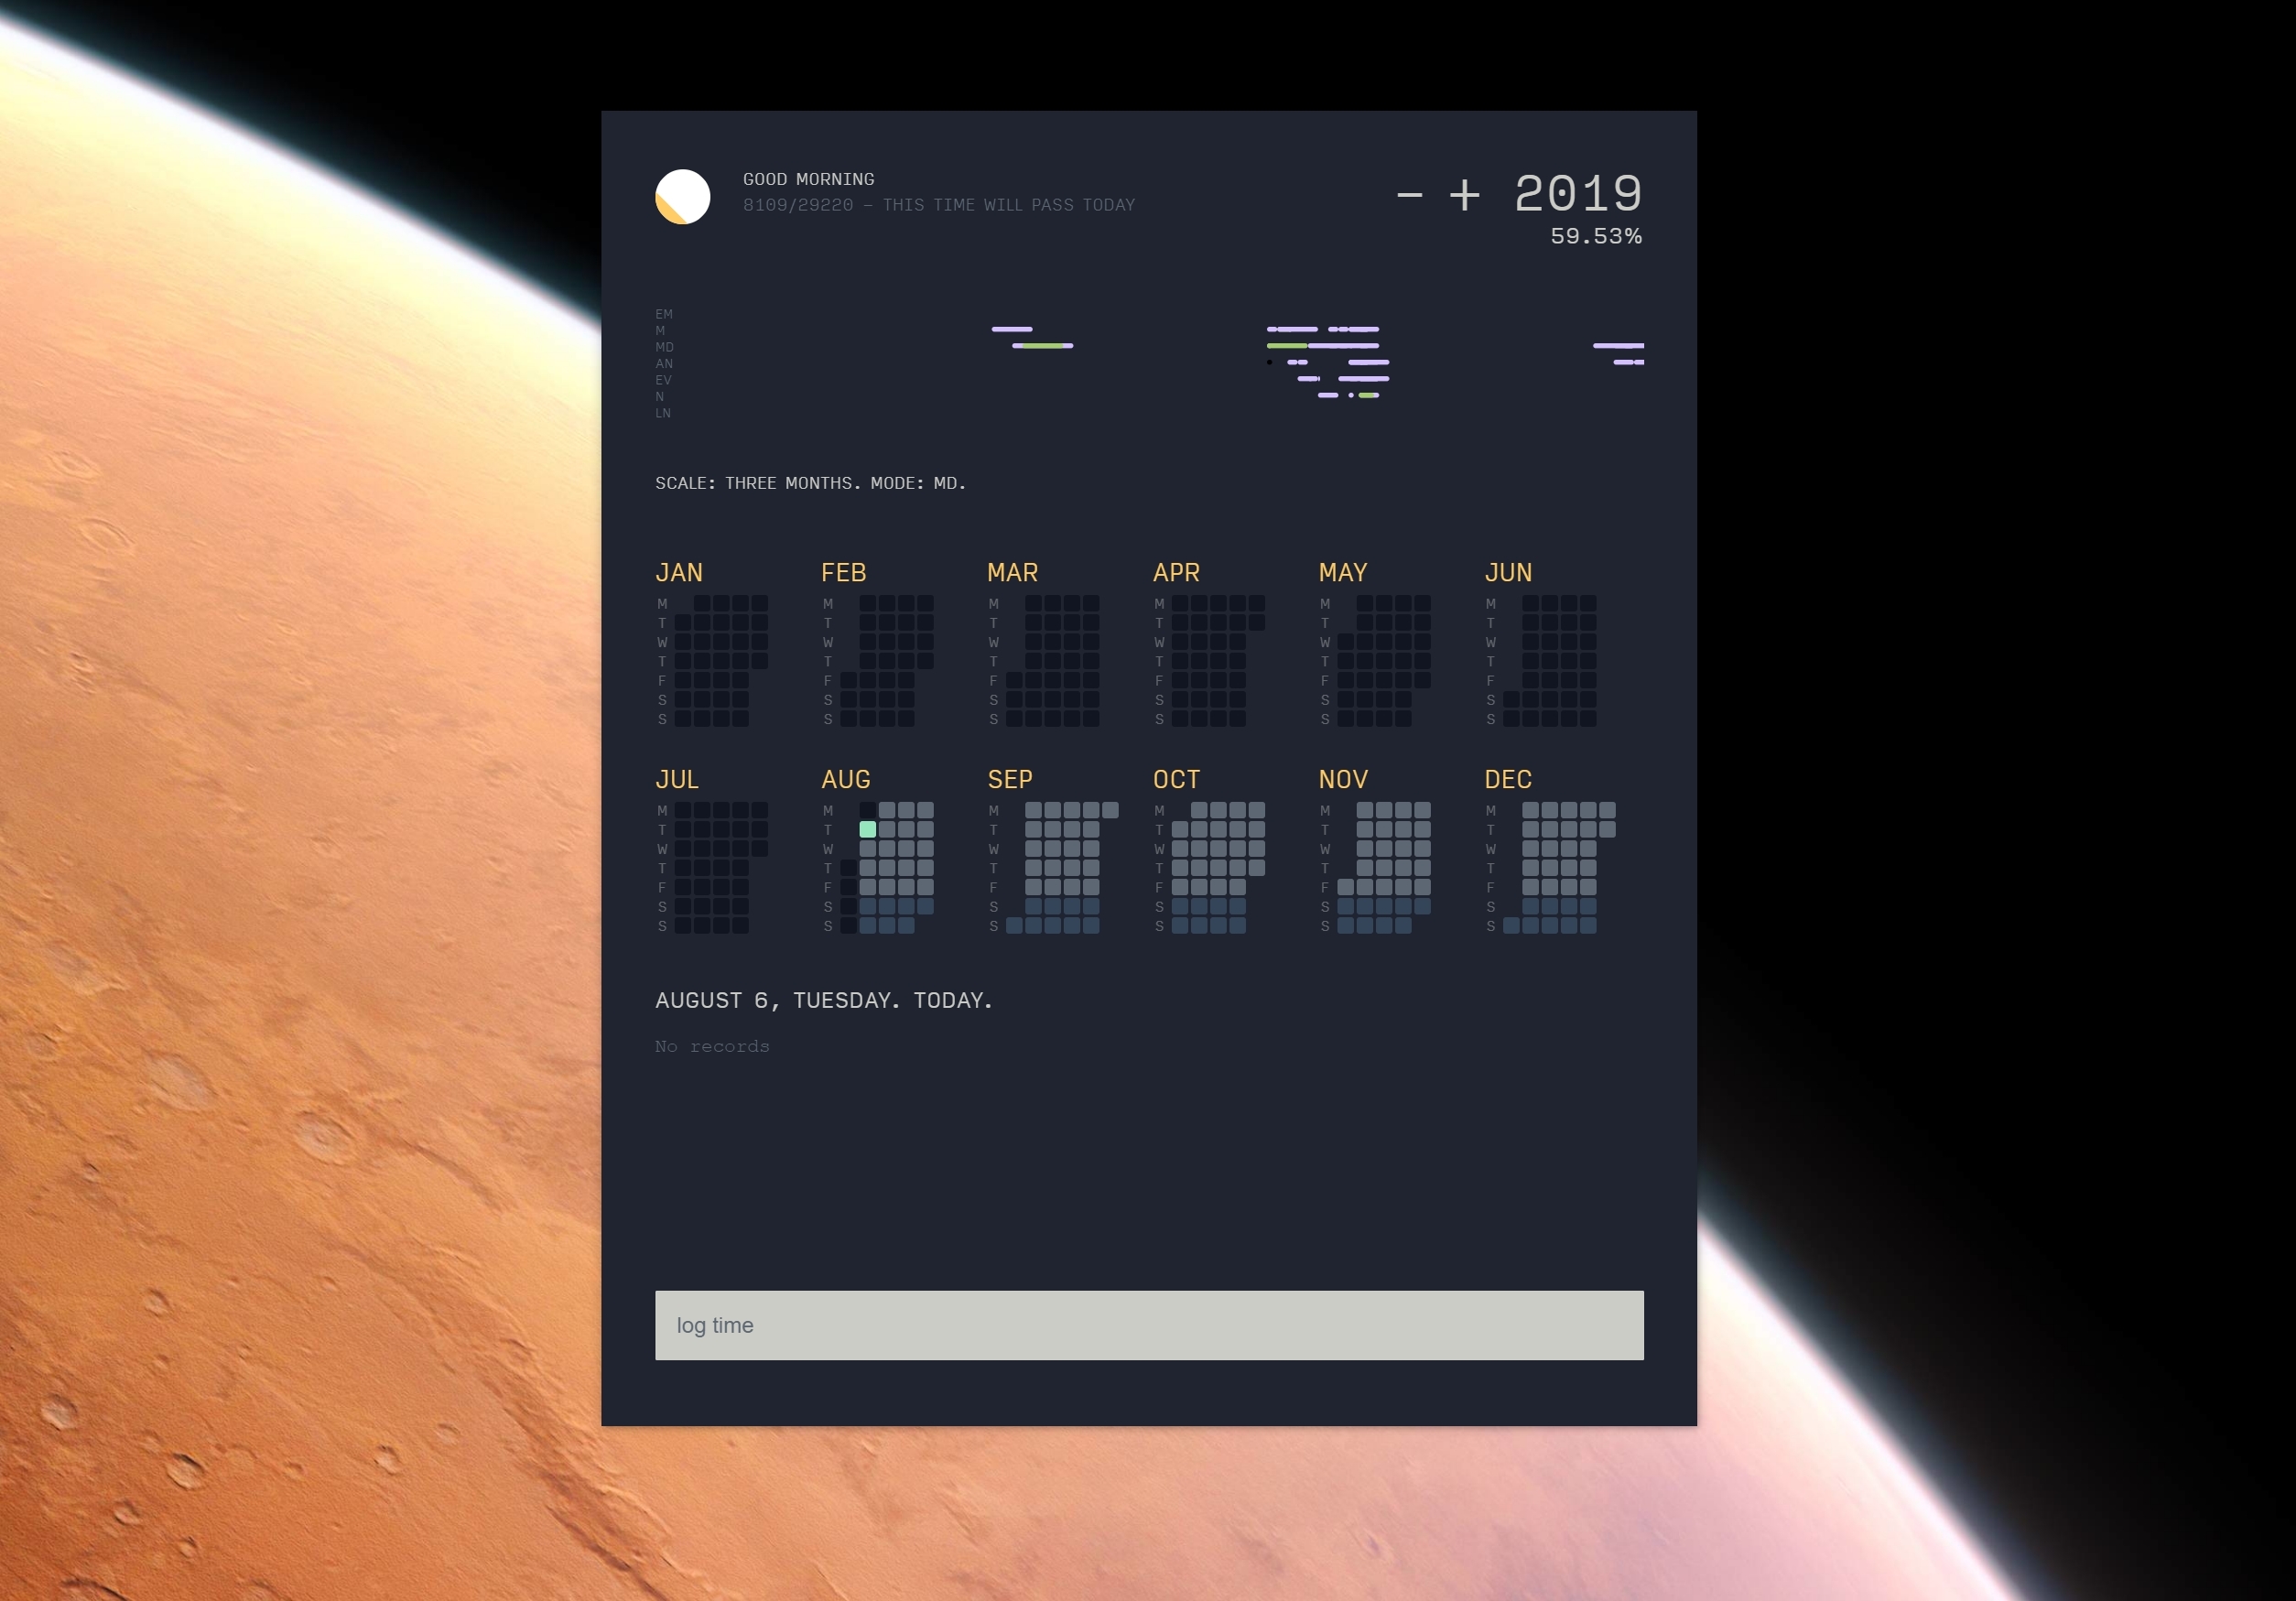 GOOD MORNING
8109/29220 – THIS TIME WILL PASS TODAY
– + 2019
59.53%
EM
M
MD
AN
EV
N
LN
SCALE: THREE MONTHS. MODE: MD.
JAN FEB MAR APR MAY JUN
M M M M M M
T T T T T T
W W W W W W
T T T T T T
F F F F F F
S S S S S S
S S S S S S
JUL AUG SEP OCT NOV DEC
M M M M M M
T T T T T T
W W W W W W
T T T T T T
F F F F F F
S S S S S S
S S S S S S
AUGUST 6, TUESDAY. TODAY.
No records
log time